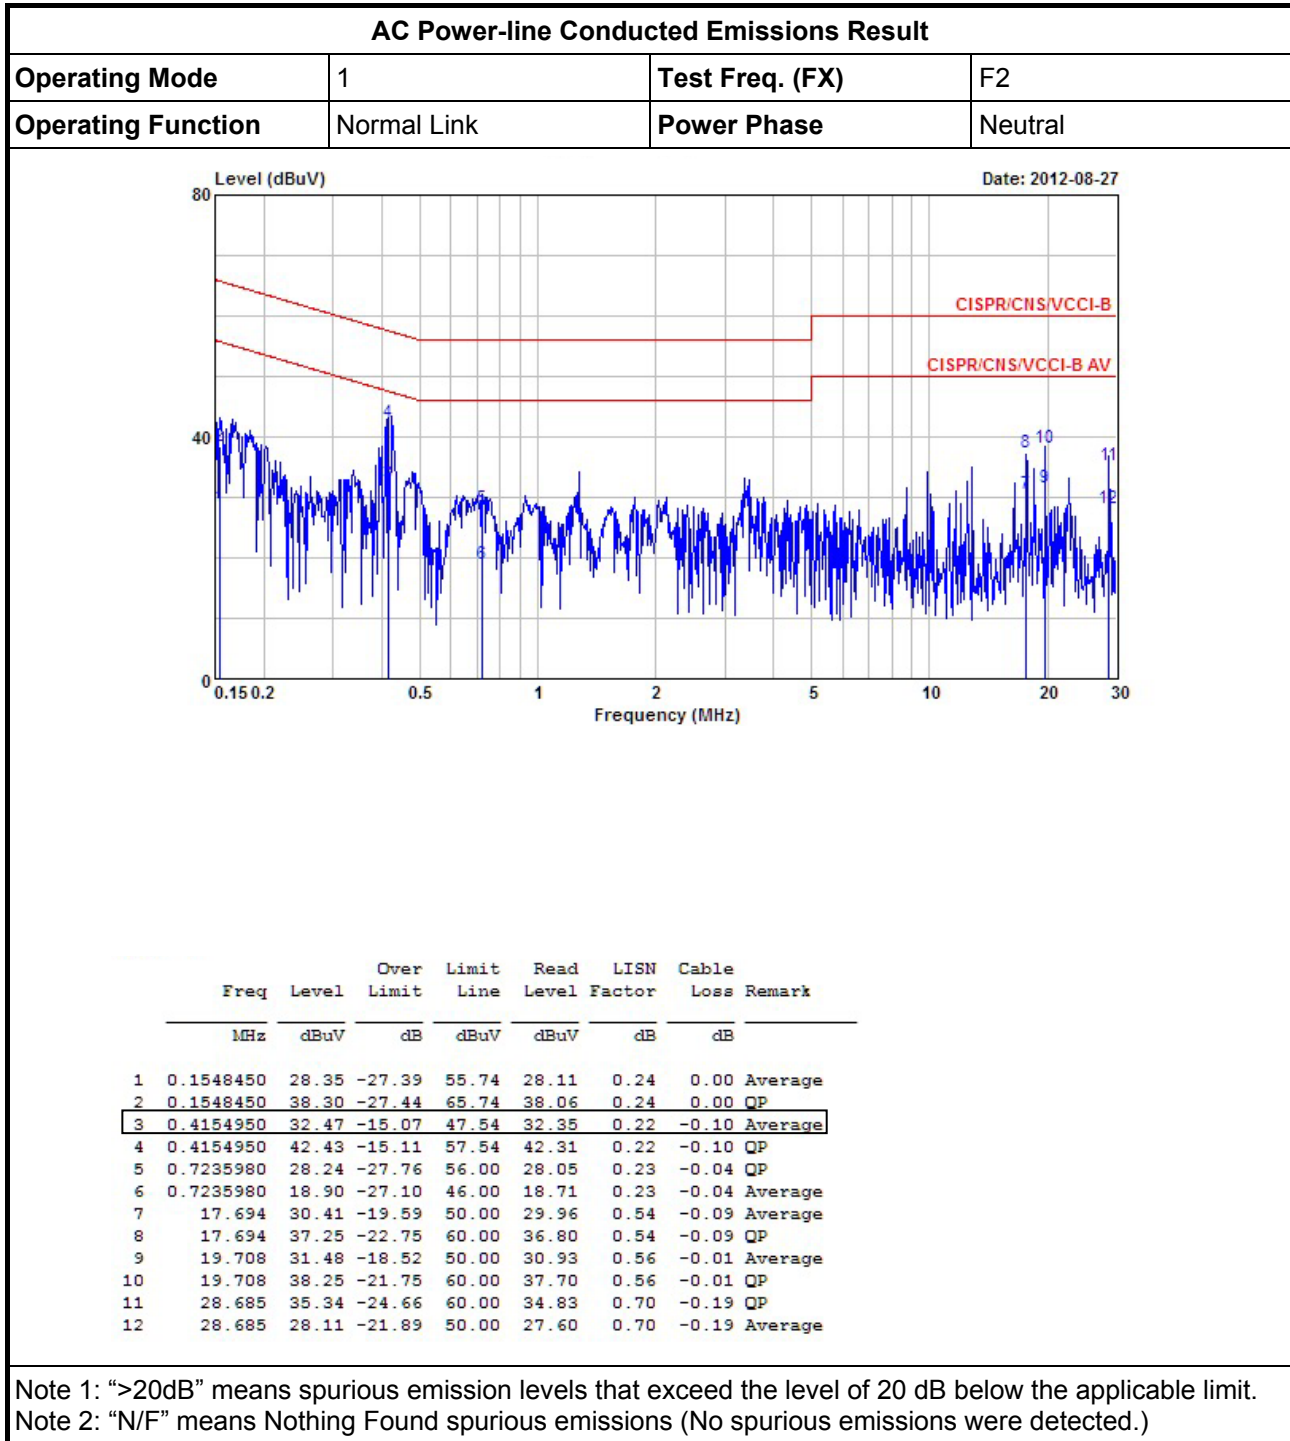 AC Power-line Conducted Emissions Result
Operating Mode 1 Test Freq. (FX) F2
Operating Function Normal Link Power Phase Neutral
Level (dBuV) Date: 2012-08-27
80
CISPR/CNS/VCCI-B
CISPR/CNS/VCCI-B AV
40
4
5
6
8 10
7 9
11
12
0
0.15 0.2 0.5 1 2 5 10 20 30
Frequency (MHz)
Over Limit Read LISN Cable
Freq Level Limit Line Level Factor Loss Remark
MHz dBuV dB dBuV dBuV dB dB
1 0.1548450 28.35 -27.39 55.74 28.11 0.24 0.00 Average
2 0.1548450 38.30 -27.44 65.74 38.06 0.24 0.00 QP
3 0.4154950 32.47 -15.07 47.54 32.35 0.22 -0.10 Average
4 0.4154950 42.43 -15.11 57.54 42.31 0.22 -0.10 QP
5 0.7235980 28.24 -27.76 56.00 28.05 0.23 -0.04 QP
6 0.7235980 18.90 -27.10 46.00 18.71 0.23 -0.04 Average
7 17.694 30.41 -19.59 50.00 29.96 0.54 -0.09 Average
8 17.694 37.25 -22.75 60.00 36.80 0.54 -0.09 QP
9 19.708 31.48 -18.52 50.00 30.93 0.56 -0.01 Average
10 19.708 38.25 -21.75 60.00 37.70 0.56 -0.01 QP
11 28.685 35.34 -24.66 60.00 34.83 0.70 -0.19 QP
12 28.685 28.11 -21.89 50.00 27.60 0.70 -0.19 Average
Note 1: “>20dB” means spurious emission levels that exceed the level of 20 dB below the applicable limit.
Note 2: “N/F” means Nothing Found spurious emissions (No spurious emissions were detected.)